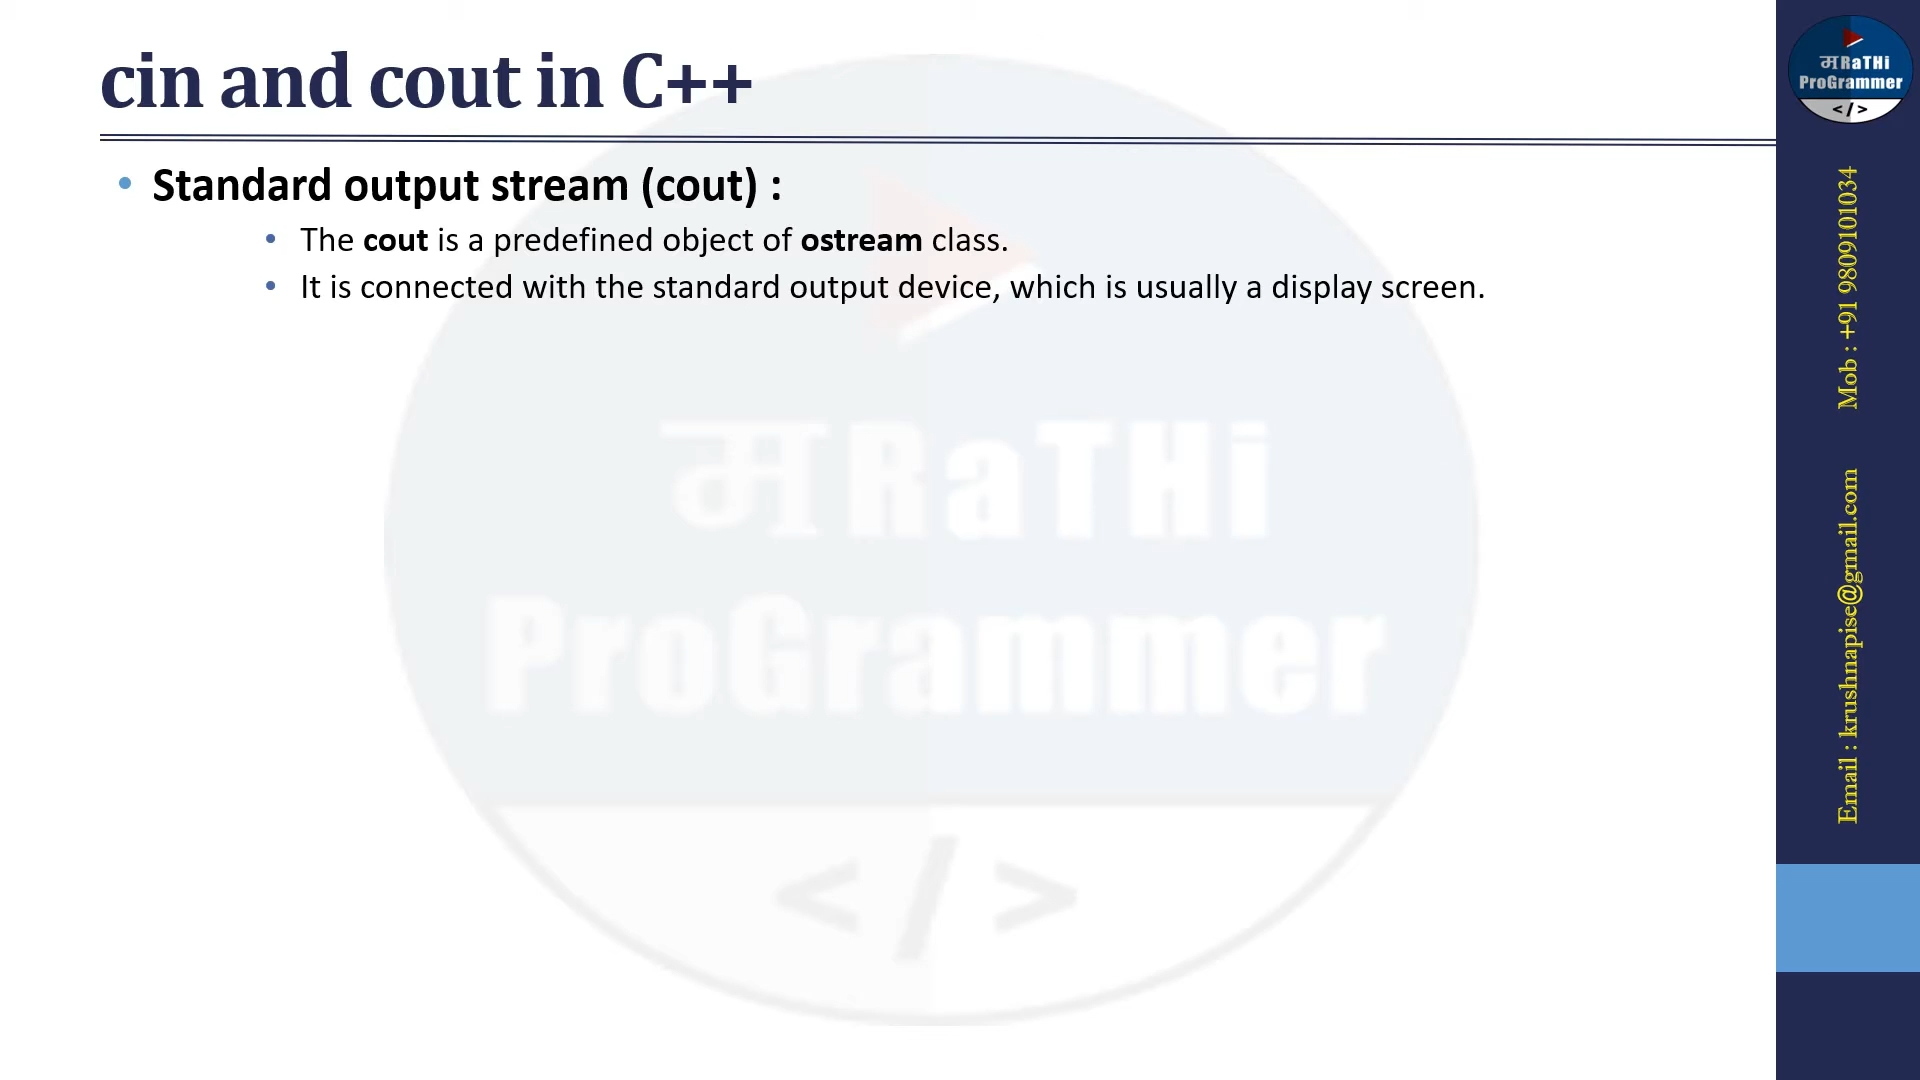 cin and cout in C++
• Standard output stream (cout) :
• The cout is a predefined object of ostream class.
• It is connected with the standard output device, which is usually a display screen.
मRaTHi
ProGrammer
</>
मRaTHi
ProGrammer
</>
Mob : +91 9809101034
Email : krushnapise@gmail.com